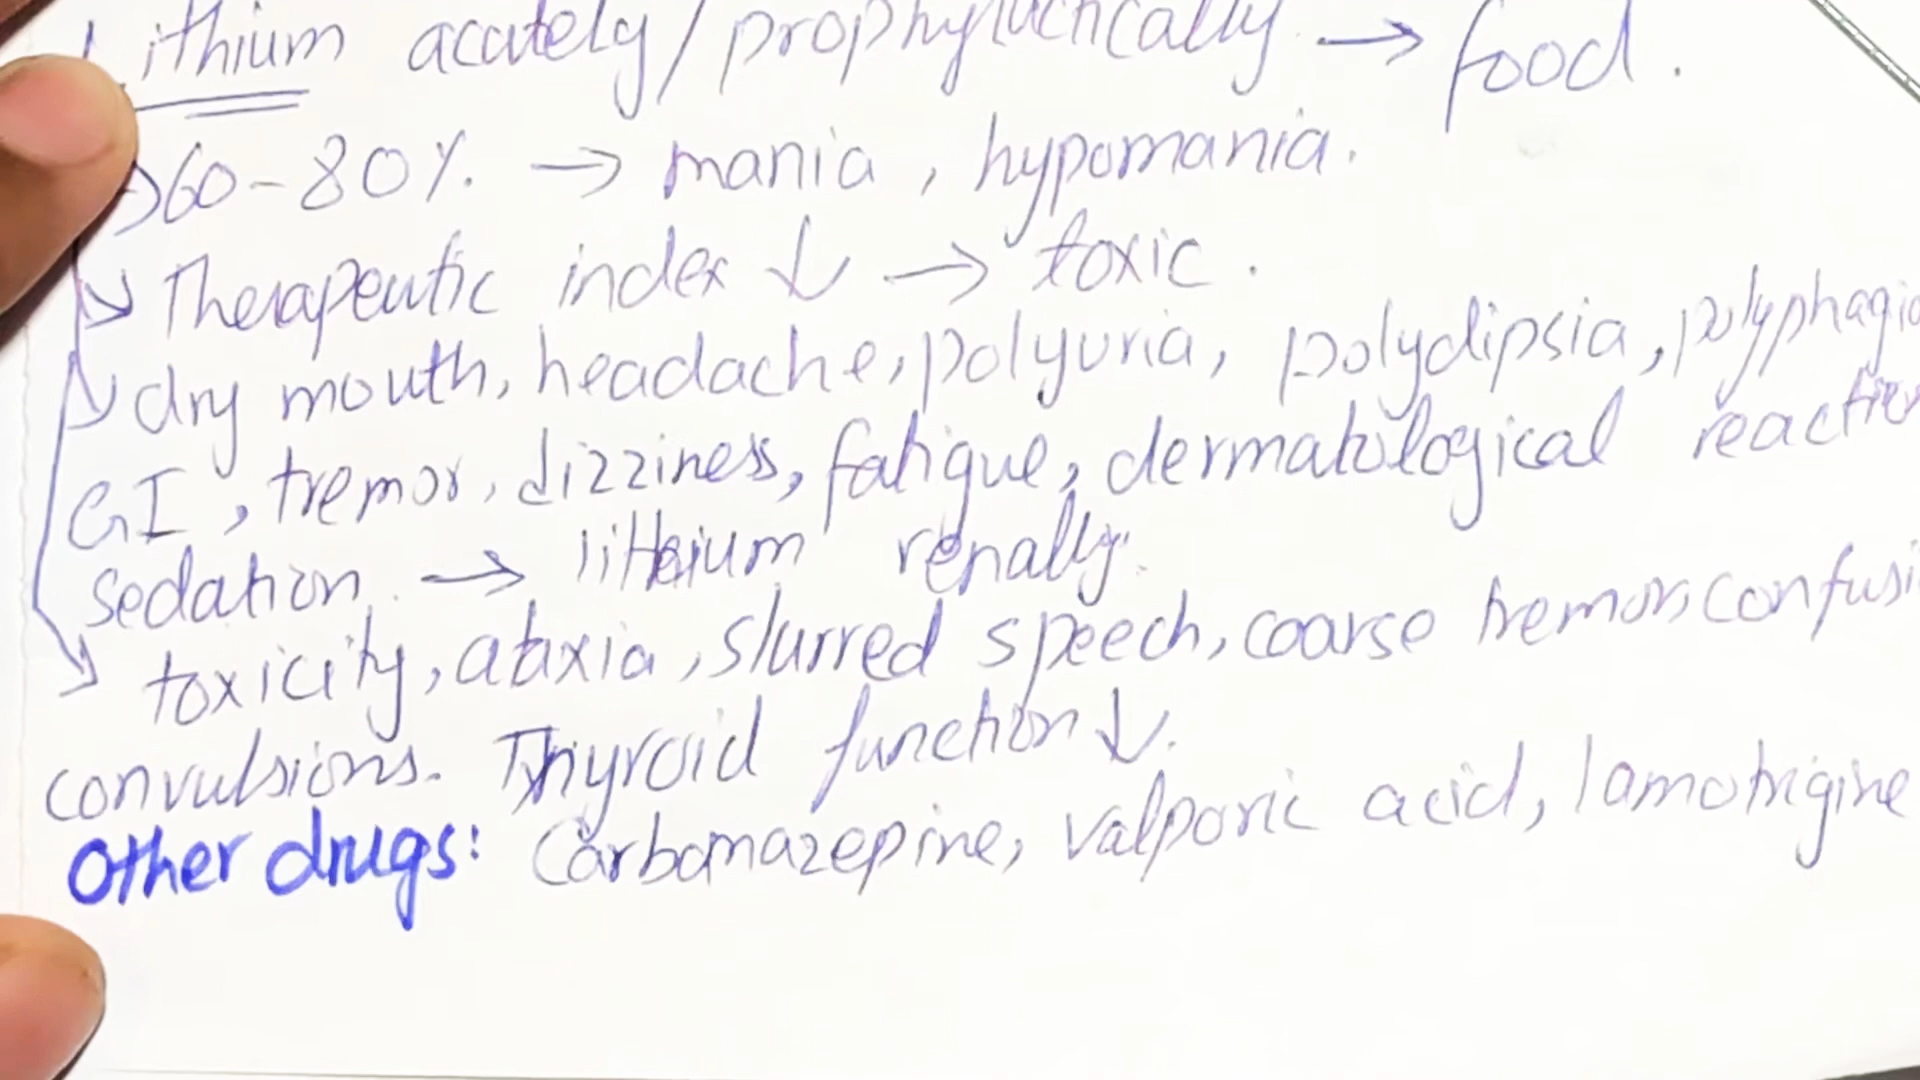 Lithium acutely/prophylactically → food.
→ 60-80% → mania, hypomania.
→ Therapeutic index ↓ → toxic.
→ dry mouth, headache, polyuria, polydipsia, polyphagia
GI, tremor, dizziness, fatigue, dermatological reaction
sedation → lithium renally.
→ toxicity, ataxia, slurred speech, coarse tremors, confusi
convulsions. Thyroid function ↓.
Other drugs: Carbamazepine, valporic acid, lamotrigine